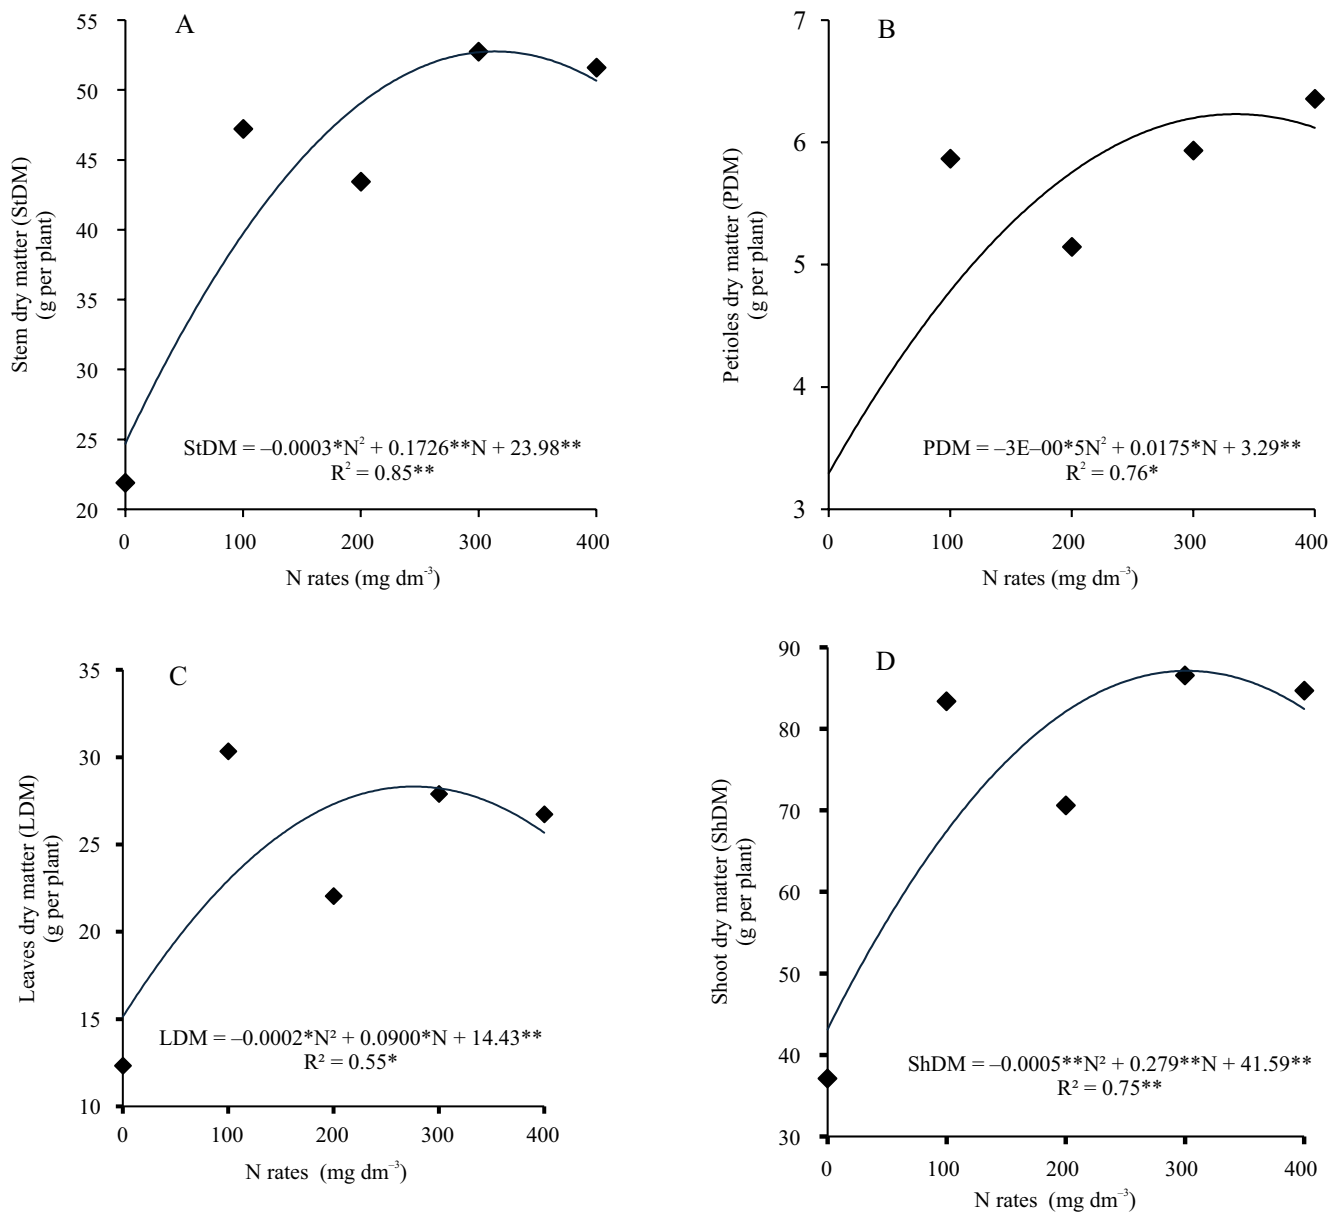 A
55
50
45
40
35
30
25
20
Stem dry matter (StDM)
(g per plant)
StDM = –0.0003*N² + 0.1726**N + 23.98**
R² = 0.85**
0 100 200 300 400
N rates (mg dm⁻³)
B
7
6
5
4
3
Petioles dry matter (PDM)
(g per plant)
PDM = –3E–00*5N² + 0.0175*N + 3.29**
R² = 0.76*
0 100 200 300 400
N rates (mg dm⁻³)
C
35
30
25
20
15
10
Leaves dry matter (LDM)
(g per plant)
LDM = –0.0002*N² + 0.0900*N + 14.43**
R² = 0.55*
0 100 200 300 400
N rates (mg dm⁻³)
D
90
80
70
60
50
40
30
Shoot dry matter (ShDM)
(g per plant)
ShDM = –0.0005**N² + 0.279**N + 41.59**
R² = 0.75**
0 100 200 300 400
N rates (mg dm⁻³)